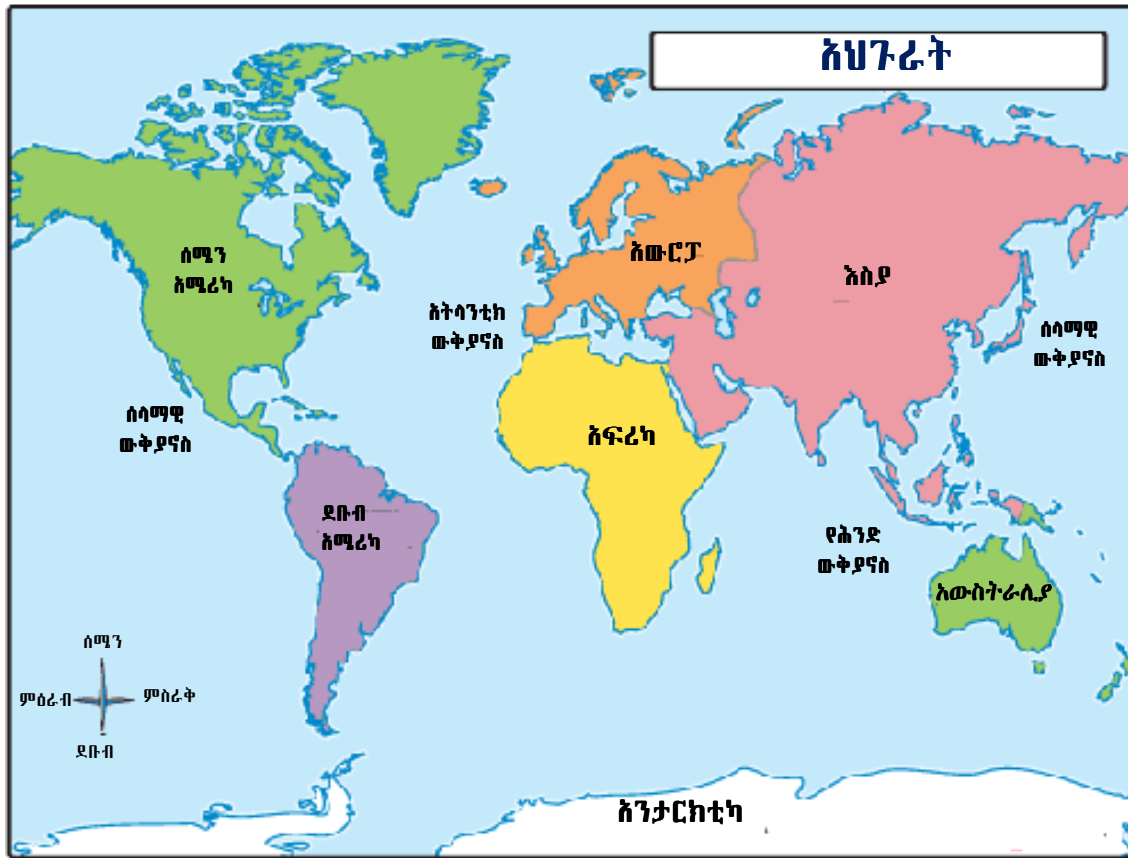 አህጉራት
ሰሜን
አሜሪካ
አውሮፓ
እስያ
አትላንቲክ
ውቅያኖስ
ሰላማዊ
ውቅያኖስ
ሰላማዊ
ውቅያኖስ
አፍሪካ
ደቡብ
አሜሪካ
የሕንድ
ውቅያኖስ
አውስትራሊያ
ሰሜን
ምዕራብ
ምስራቅ
ደቡብ
አንታርክቲካ